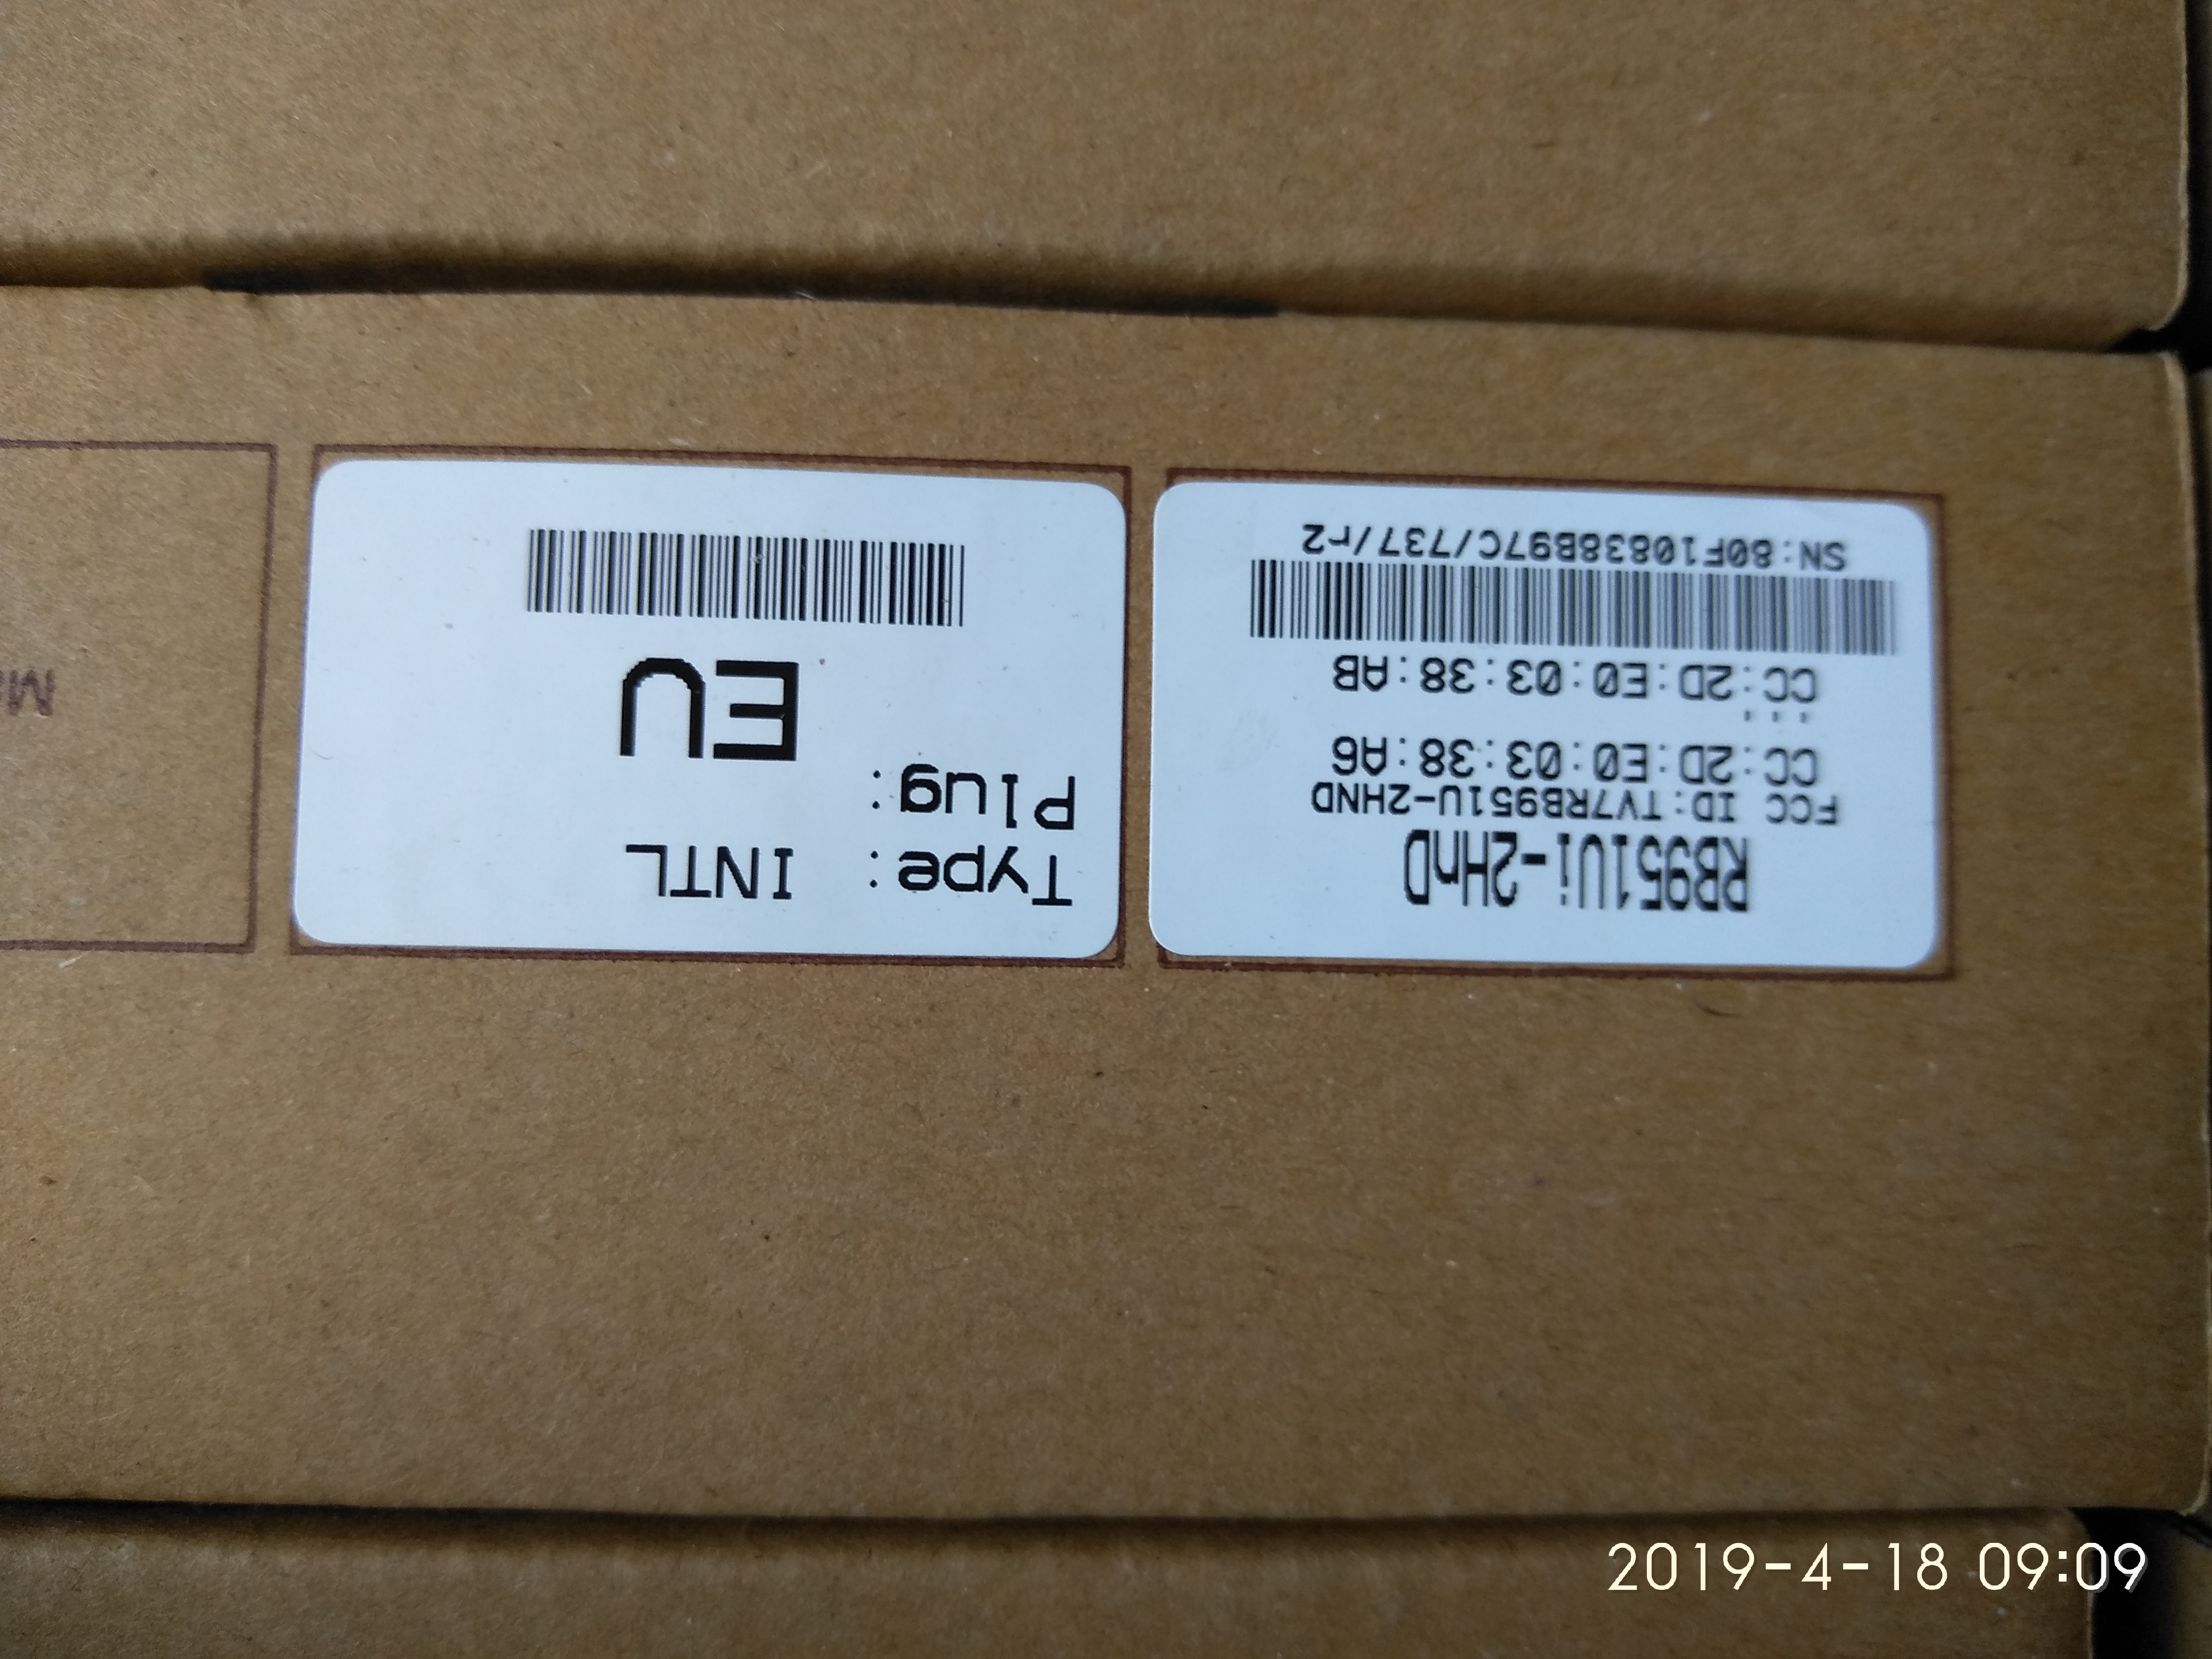 2019-4-18 09:09
RB951Ui-2HnD
FCC ID:TV7RB951U-2HND
CC:2D:E0:03:38:A6
...
CC:2D:E0:03:38:AB
SN:80F10838B97C/737/r2
Type: INTL
Plug:
EU